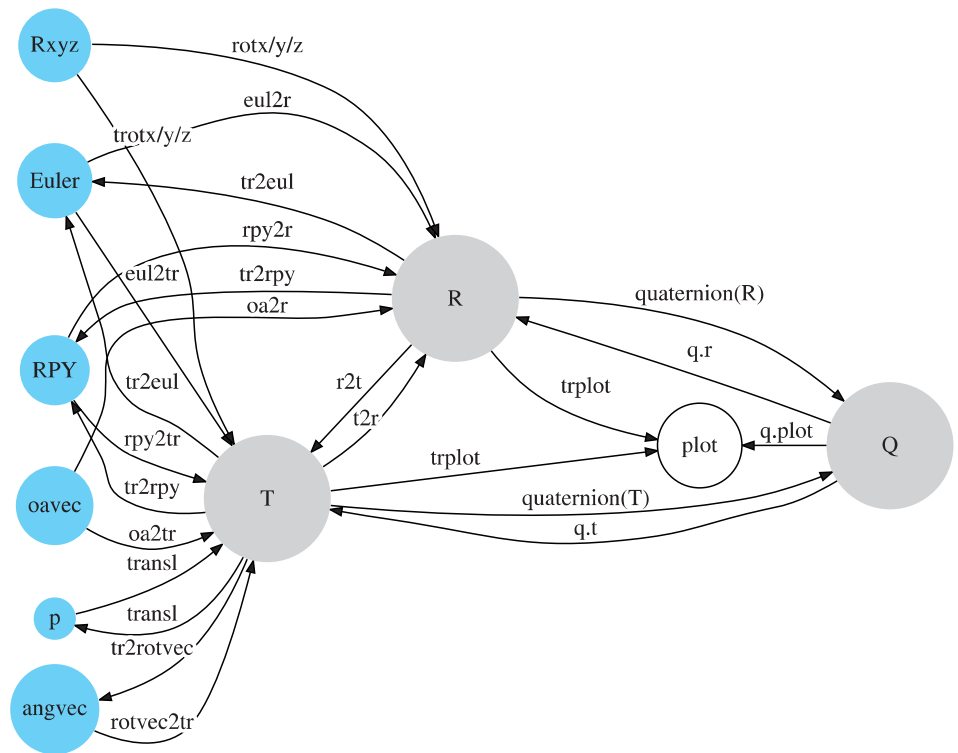 Rxyz
rotx/y/z
eul2r
trotx/y/z
Euler
tr2eul
rpy2r
eul2tr
tr2rpy
oa2r
R
quaternion(R)
q.r
RPY
tr2eul
r2t
trplot
t2r
rpy2tr
trplot
plot
q.plot
Q
tr2rpy
oavec
T
quaternion(T)
q.t
oa2tr
transl
p
transl
tr2rotvec
angvec
rotvec2tr